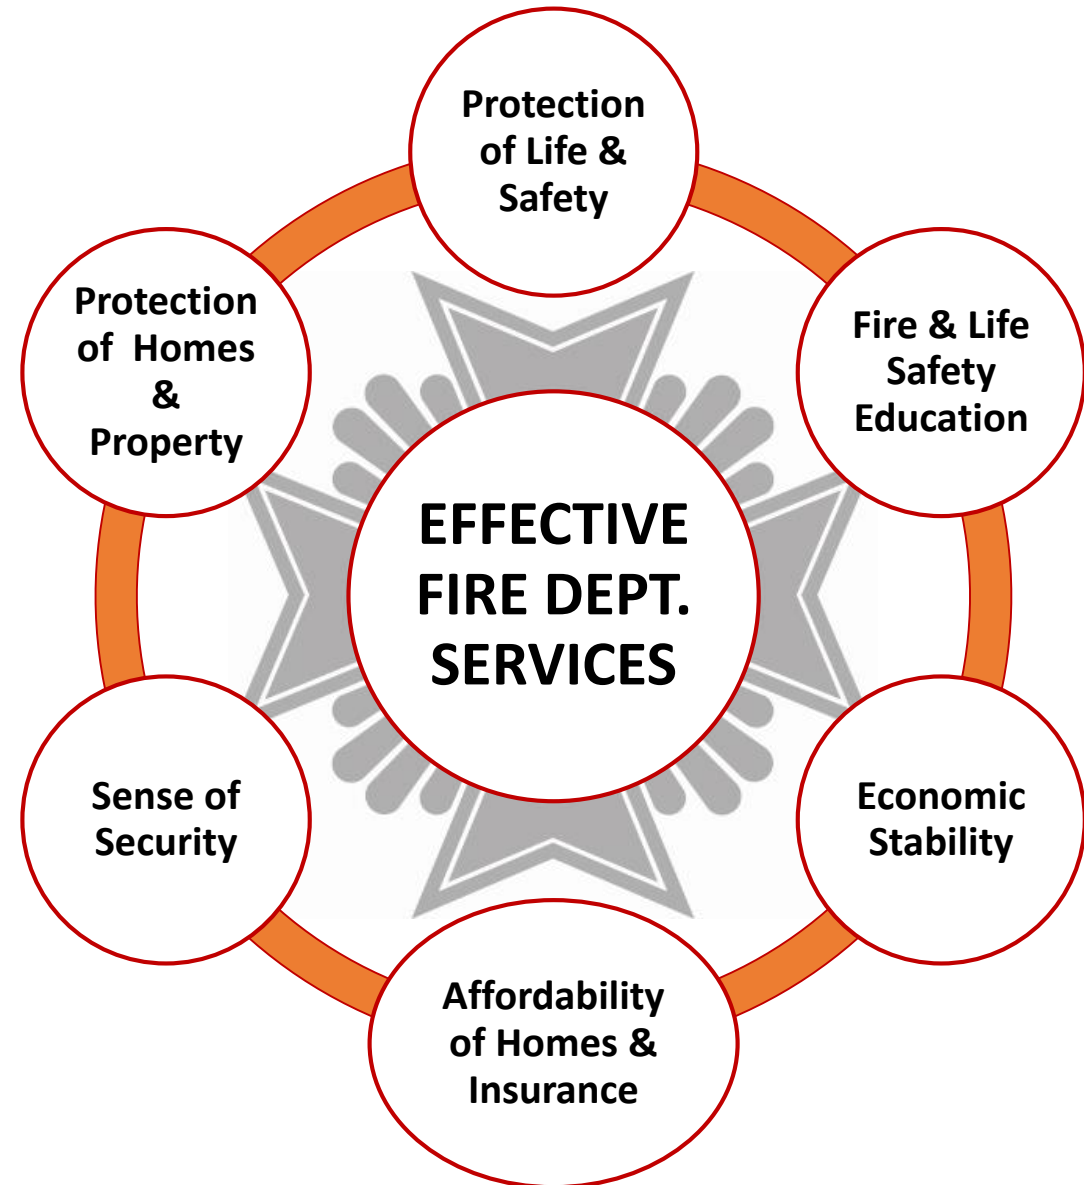 Protection
of Life &
Safety
Fire & Life
Safety
Education
Economic
Stability
Affordability
of Homes &
Insurance
Sense of
Security
Protection
of  Homes
&
Property
EFFECTIVE
FIRE DEPT.
SERVICES